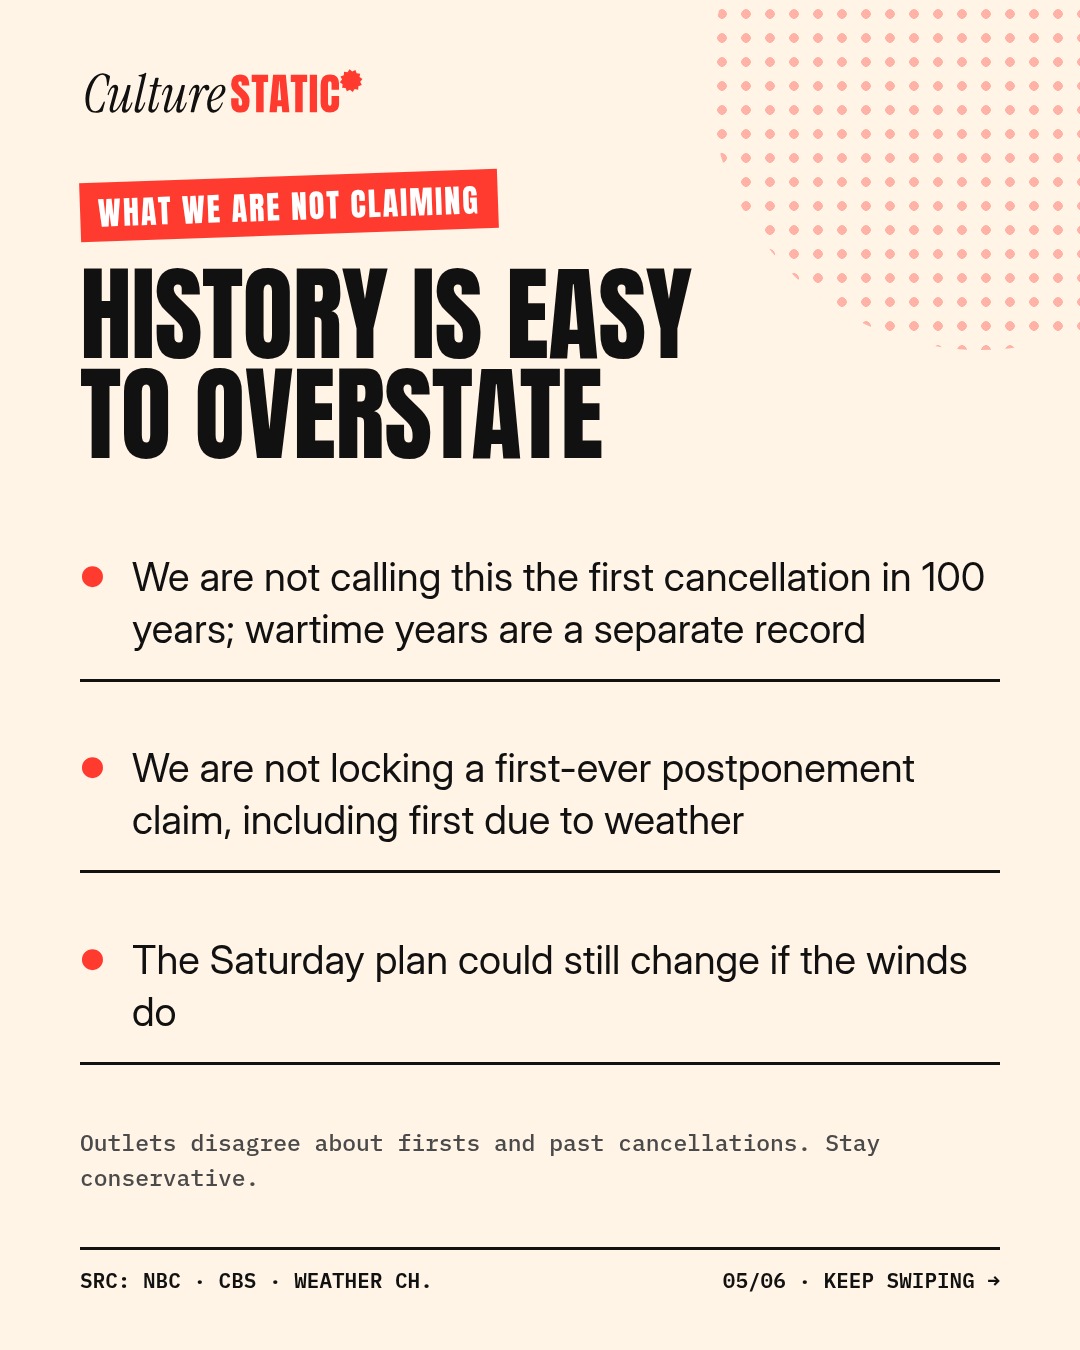 Culture STATIC
WHAT WE ARE NOT CLAIMING
HISTORY IS EASY
TO OVERSTATE
We are not calling this the first cancellation in 100
years; wartime years are a separate record
We are not locking a first-ever postponement
claim, including first due to weather
The Saturday plan could still change if the winds
do
Outlets disagree about firsts and past cancellations. Stay
conservative.
SRC: NBC · CBS · WEATHER CH.
05/06 · KEEP SWIPING →